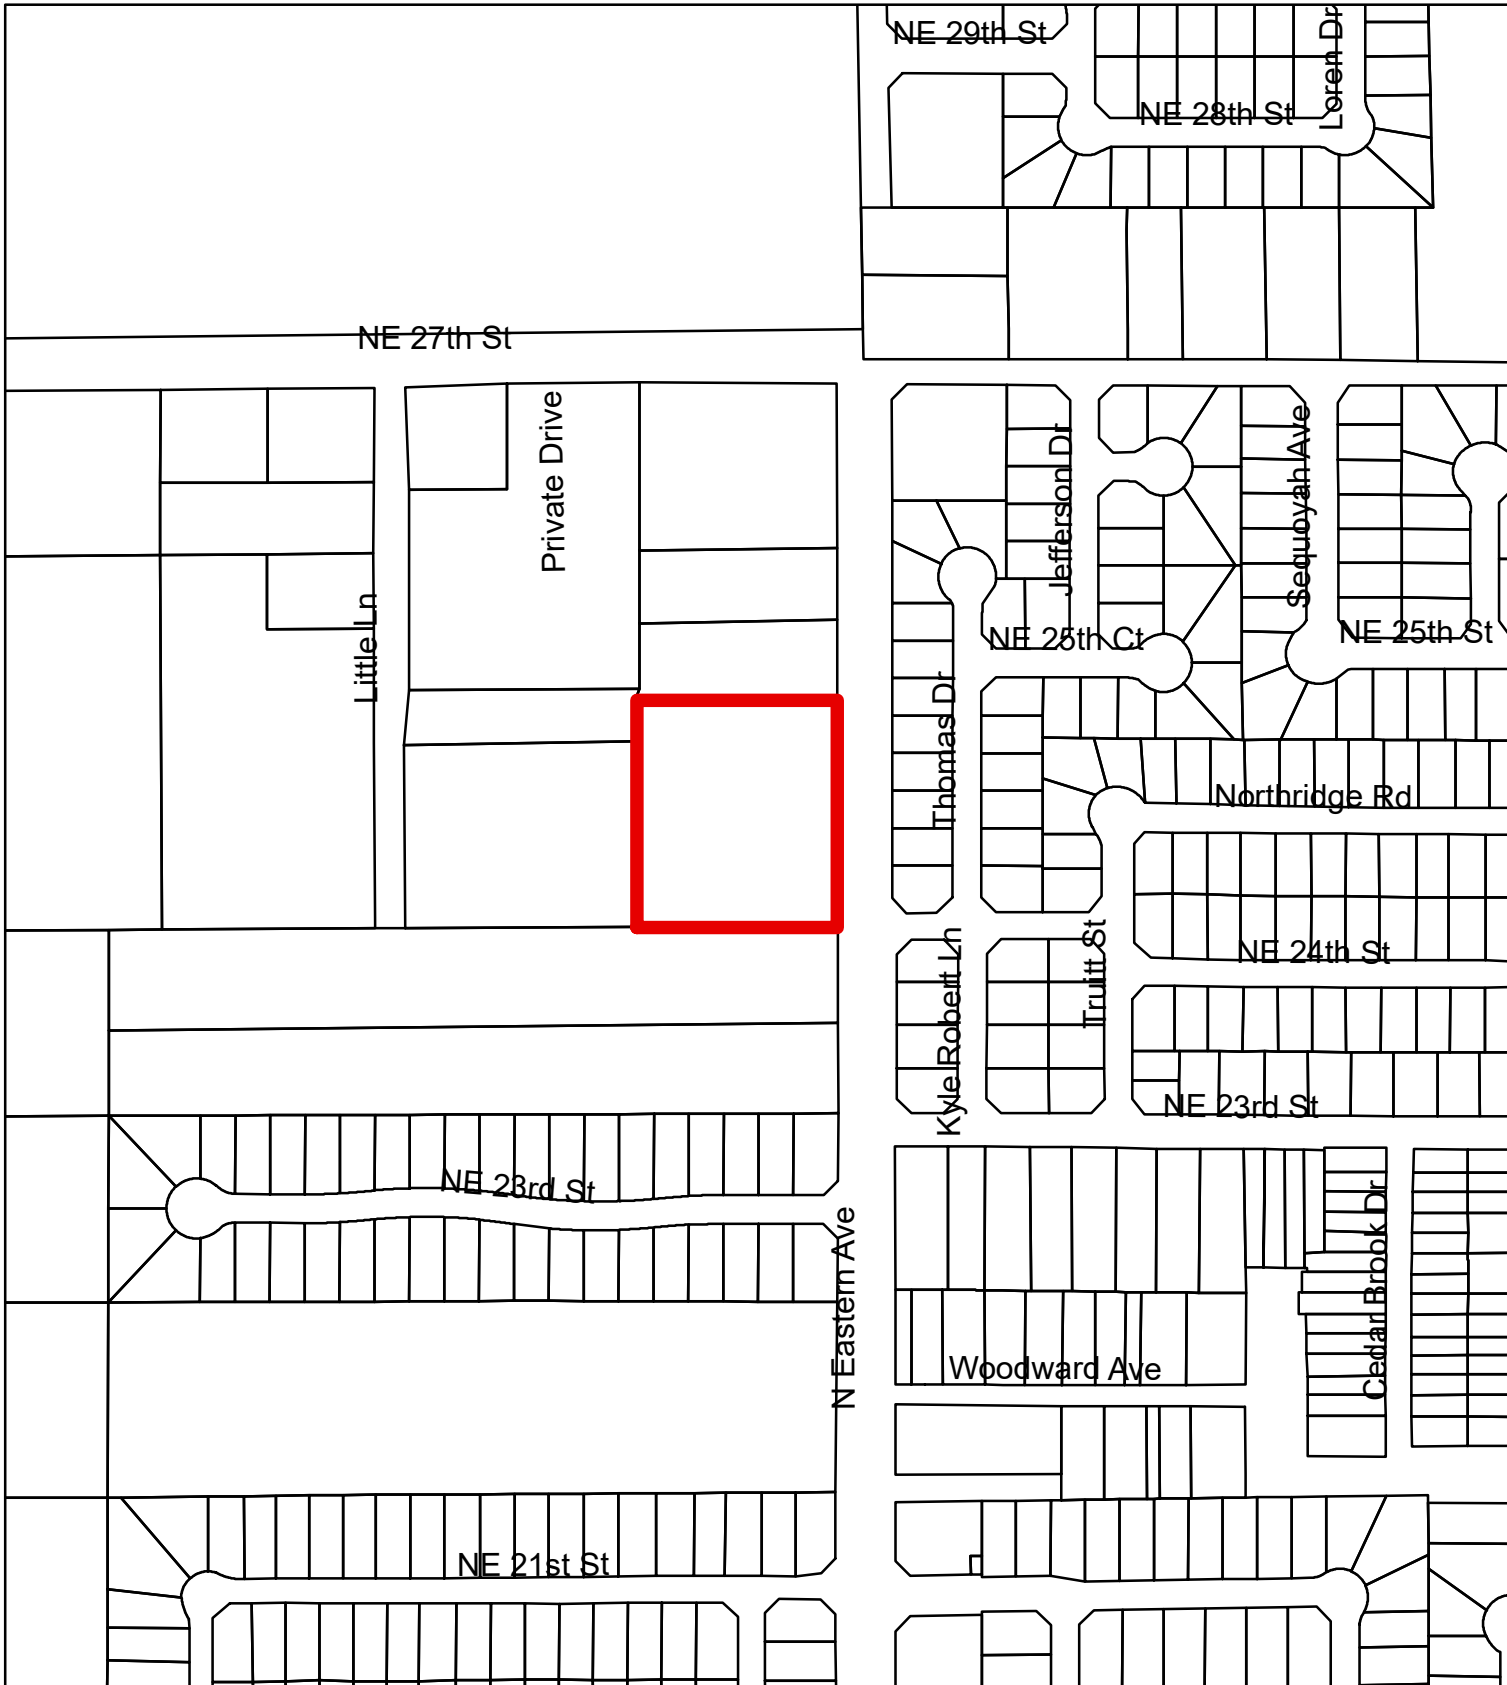 NE 29th St
Loren Dr
NE 28th St
NE 27th St
Private Drive
Jefferson Dr
Sequoyah Ave
Little Ln
NE 25th Ct
NE 25th St
Thomas Dr
Northridge Rd
Kyle Robert Ln
Truitt St
NE 24th St
NE 23rd St
NE 23rd St
N Eastern Ave
Cedar Brook Dr
Woodward Ave
NE 21st St